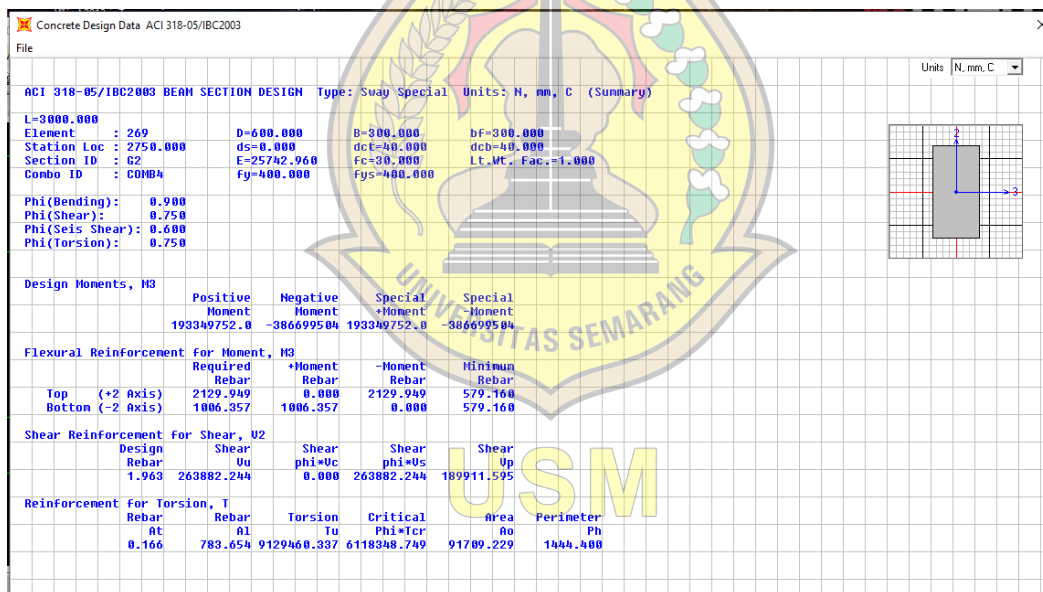 Concrete Design Data ACI 318-05/IBC2003
File
Units N, mm, C
ACI 318-05/IBC2003 BEAM SECTION DESIGN Type: Sway Special Units: N, mm, C (Summary)
L=3000.000
Element : 269 D=600.000 B=300.000 bf=300.000
Station Loc : 2750.000 ds=0.000 dct=40.000 dcb=40.000
Section ID : G2 E=25742.960 fc=30.000 Lt.Wt. Fac.=1.000
Combo ID : COMB4 fy=400.000 fys=400.000
Phi(Bending): 0.900
Phi(Shear): 0.750
Phi(Seis Shear): 0.600
Phi(Torsion): 0.750
2
3
Design Moments, M3
Positive Negative Special Special
Moment Moment +Moment -Moment
193349752.0 -386699504 193349752.0 -386699504
Flexural Reinforcement for Moment, M3
Required +Moment -Moment Minimum
Rebar Rebar Rebar Rebar
Top (+2 Axis) 2129.949 0.000 2129.949 579.160
Bottom (-2 Axis) 1006.357 1006.357 0.000 579.160
Shear Reinforcement for Shear, V2
Design Shear Shear Shear Shear
Rebar Vu phi*Vc phi*Vs Vp
1.963 263882.244 0.000 263882.244 189911.595
Reinforcement for Torsion, T
Rebar Rebar Torsion Critical Area Perimeter
At Al Tu Phi*Tcr Ao Ph
0.166 783.654 9129460.337 6118348.749 91709.229 1444.400
UNIVERSITAS SEMARANG
USM